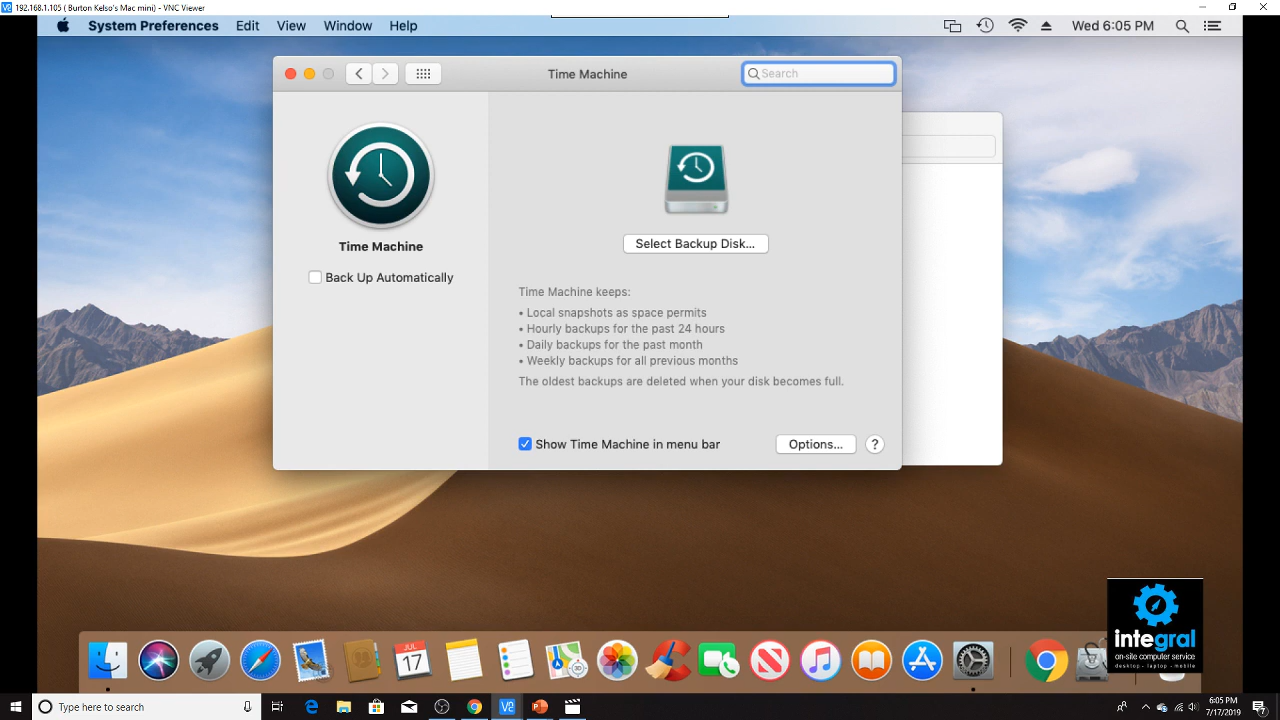 192.168.1.105 ( Burton Kelso's Mac mini) - VNC Viewer
System Preferences Edit View Window Help
Wed 6:05 PM
Time Machine
Search
Time Machine
Back Up Automatically
Select Backup Disk...
Time Machine keeps:
• Local snapshots as space permits
• Hourly backups for the past 24 hours
• Daily backups for the past month
• Weekly backups for all previous months
The oldest backups are deleted when your disk becomes full.
Show Time Machine in menu bar
Options...
?
JUL
17
integral
on-site computer service
desktop - laptop - mobile
Type here to search
6:05 PM
7/17/2019